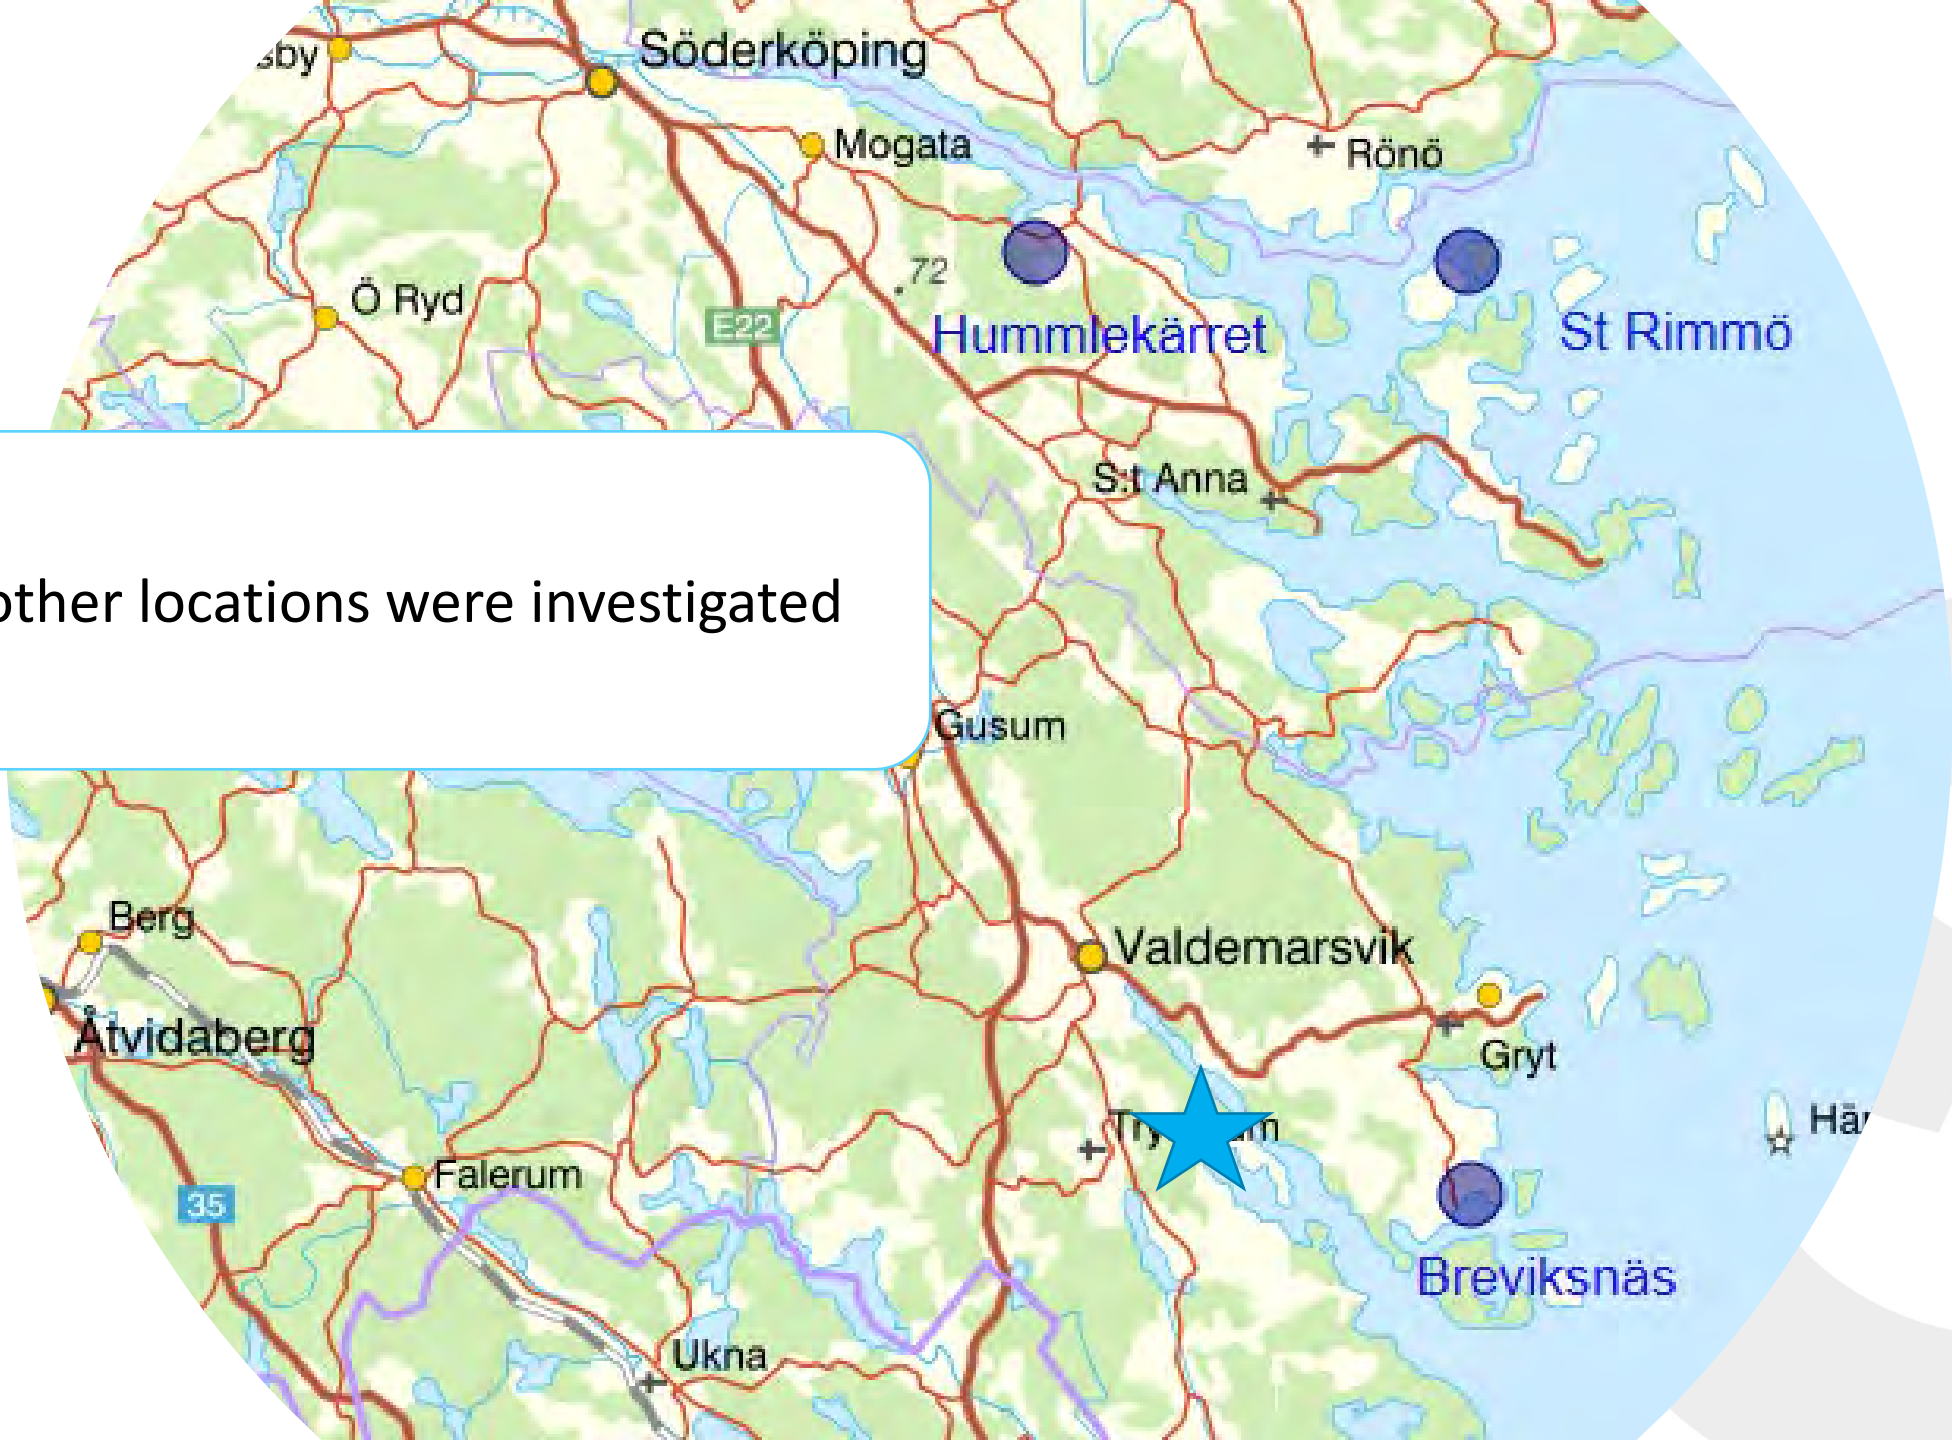 Söderköping
Mogata
Rönö
72
Ö Ryd
E22
Hummlekärret
St Rimmö
S:t Anna
other locations were investigated
Gusum
Berg
Valdemarsvik
Åtvidaberg
Gryt
Falerum
35
Breviksnäs
Ukna